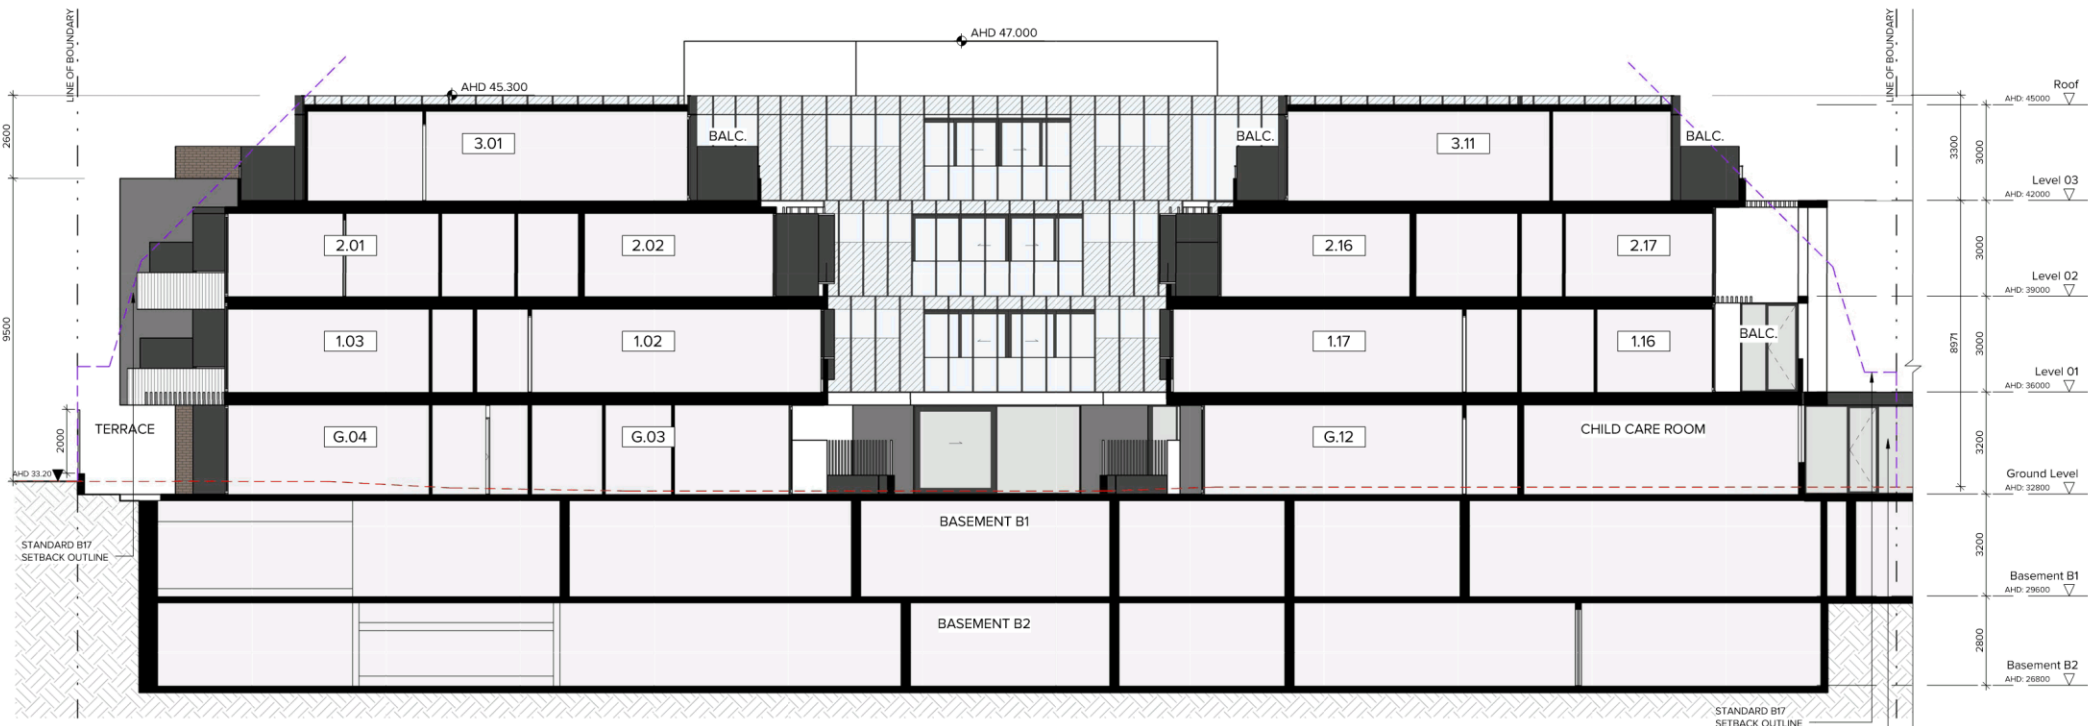 LINE OF BOUNDARY
AHD 47.000
LINE OF BOUNDARY
AHD 45.300
Roof
AHD: 45000
2600
3.01
BALC.
BALC.
3.11
BALC.
3300
3000
Level 03
AHD: 42000
2.01
2.02
2.16
2.17
3000
Level 02
AHD: 39000
9500
1.03
1.02
1.17
1.16
BALC.
8971
3000
Level 01
AHD: 36000
2000
TERRACE
G.04
G.03
G.12
CHILD CARE ROOM
3200
AHD 33.20
Ground Level
AHD: 32800
BASEMENT B1
3200
STANDARD B17
SETBACK OUTLINE
Basement B1
AHD: 29600
BASEMENT B2
2800
Basement B2
AHD: 26800
STANDARD B17
SETBACK OUTLINE